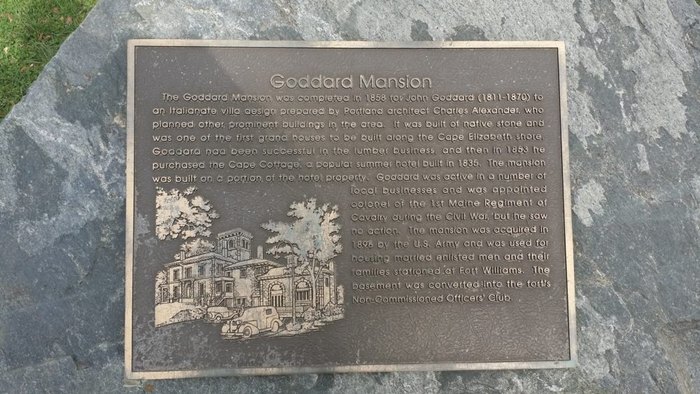 Goddard Mansion
The Goddard Mansion was completed in 1858 for John Goddard (1811-1870) to
an Italianate villa design prepared by Portland architect Charles Alexander, who
planned other prominent buildings in the area. It was built of native stone and
was one of the first grand houses to be built along the Cape Elizabeth shore.
Goddard had been successful in the lumber business, and then in 1853 he
purchased the Cape Cottage, a popular summer hotel built in 1835. The mansion
was built on a portion of the hotel property. Goddard was active in a number of
local businesses and was appointed
colonel of the 1st Maine Regiment of
Cavalry during the Civil War, but he saw
no action. The mansion was acquired in
1898 by the U.S. Army and was used for
housing married enlisted men and their
families stationed at Fort Williams. The
basement was converted into the fort's
Non-Commissioned Officers' Club.